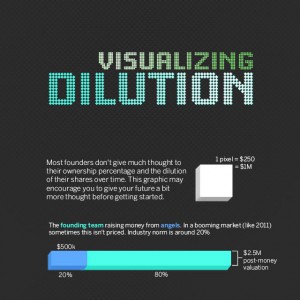 VISUALIZING
DILUTION
Most founders don't give much thought to
their ownership percentage and the dilution
of their shares over time. This graphic may
encourage you to give your future a bit
more thought before getting started.
1 pixel = $250
= $1M
The founding team raising money from angels. In a booming market (like 2011)
sometimes this isn't priced. Industry norm is around 20%
$500k
$2.5M
post-money
valuation
20%
80%